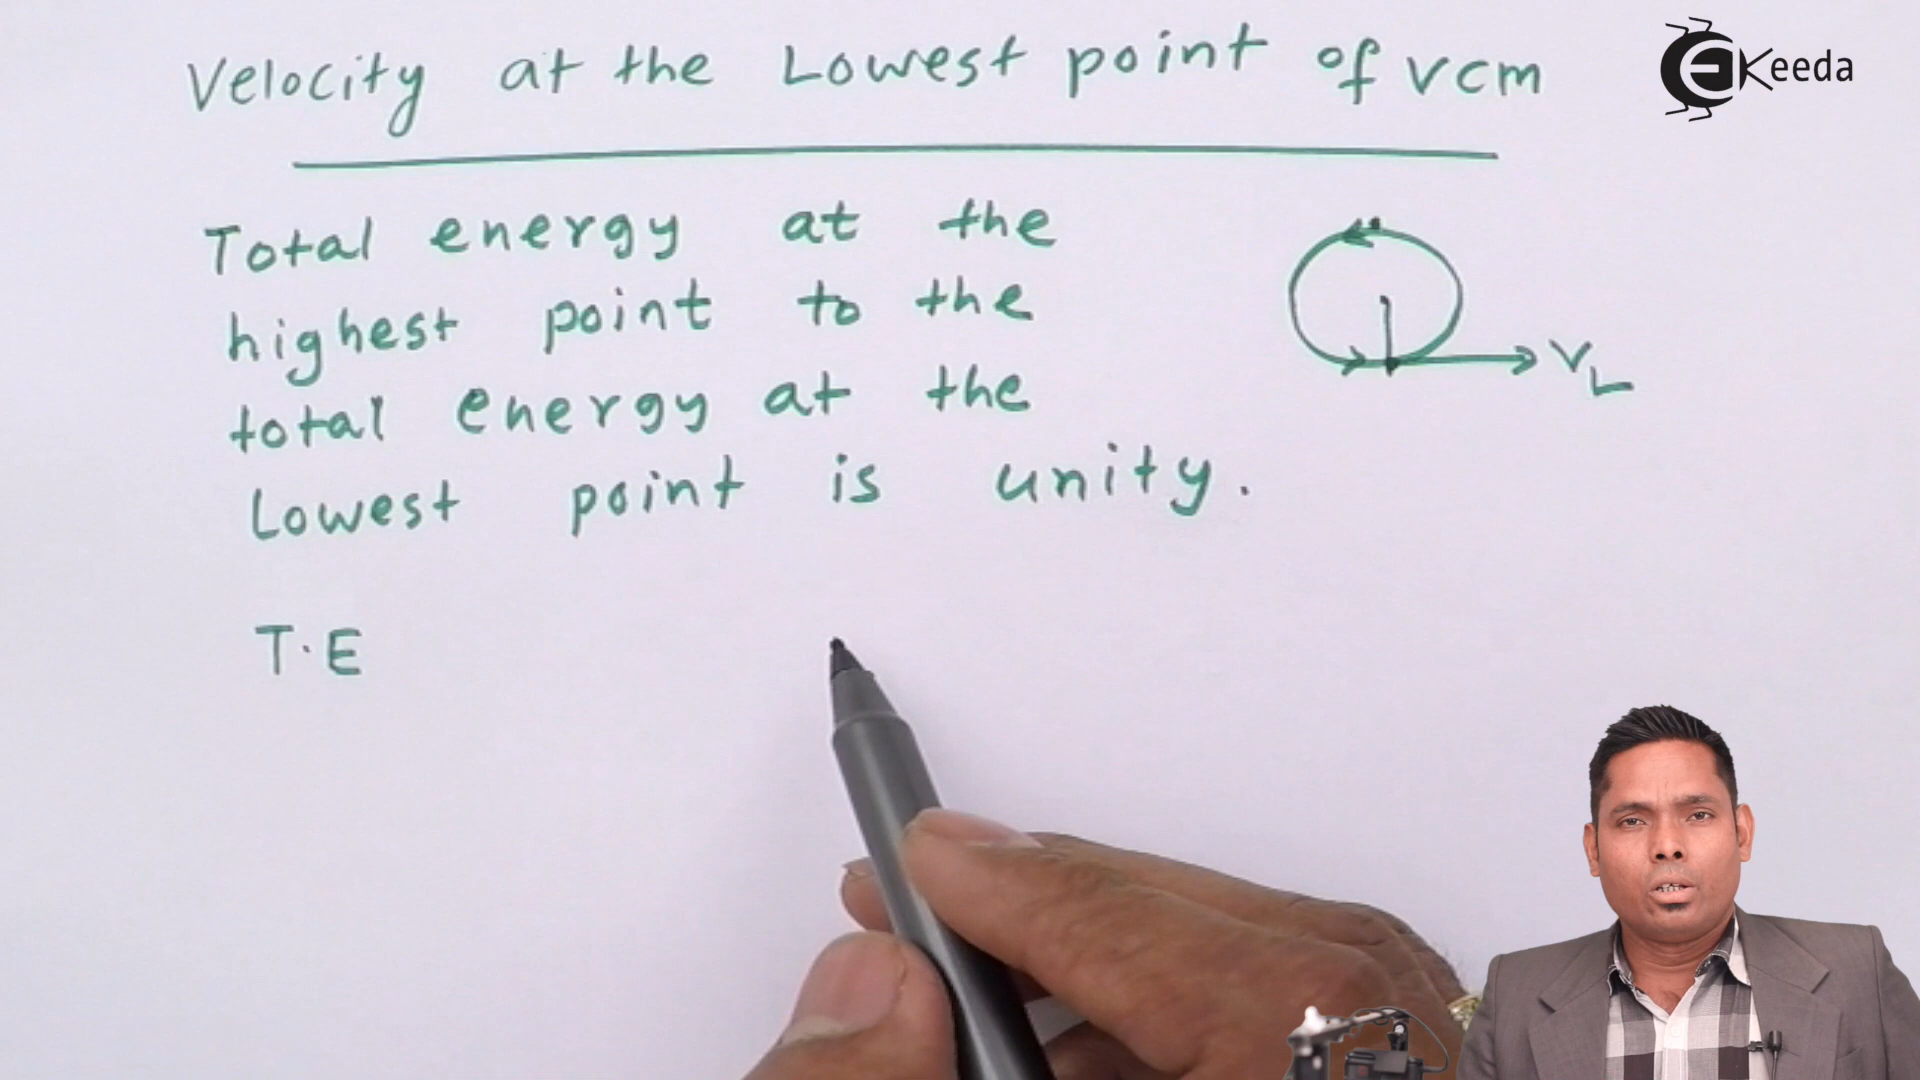 Velocity at the Lowest point of VCM
EKeeda
Total energy at the
highest point to the
total energy at the
Lowest point is unity.
VL
T.E